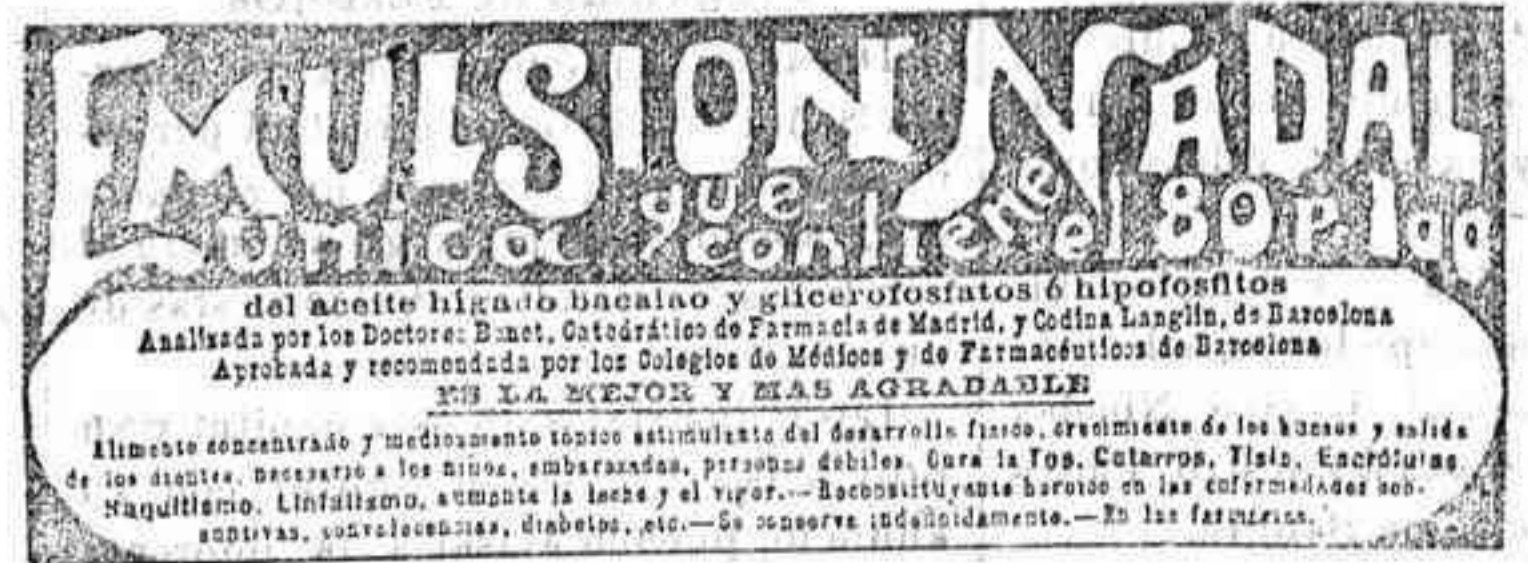 EMULSION NADAL
única que contiene el 80 p. 100
del aceite hígado bacalao y glicerofosfatos é hipofosfitos
Analizada por los Doctores Bonet, Catedrático de Farmacia de Madrid, y Codina Langlin, de Barcelona
Aprobada y recomendada por los Colegios de Médicos y de Farmacéuticos de Barcelona
ES LA MEJOR Y MAS AGRADABLE
Alimento concentrado y medicamento tónico estimulante del desarrollo físico, crecimiento de los huesos y salida
de los dientes, necesario a los niños, embarazadas, personas débiles. Cura la Tos, Catarros, Tisis, Escrófulas,
Raquitismo, Linfatismo, aumenta la leche y el vigor.—Reconstituyente heroico en las enfermedades con-
suntivas, convalecencias, diabetes, etc.—Se conserva indefinidamente.—En las farmacias.